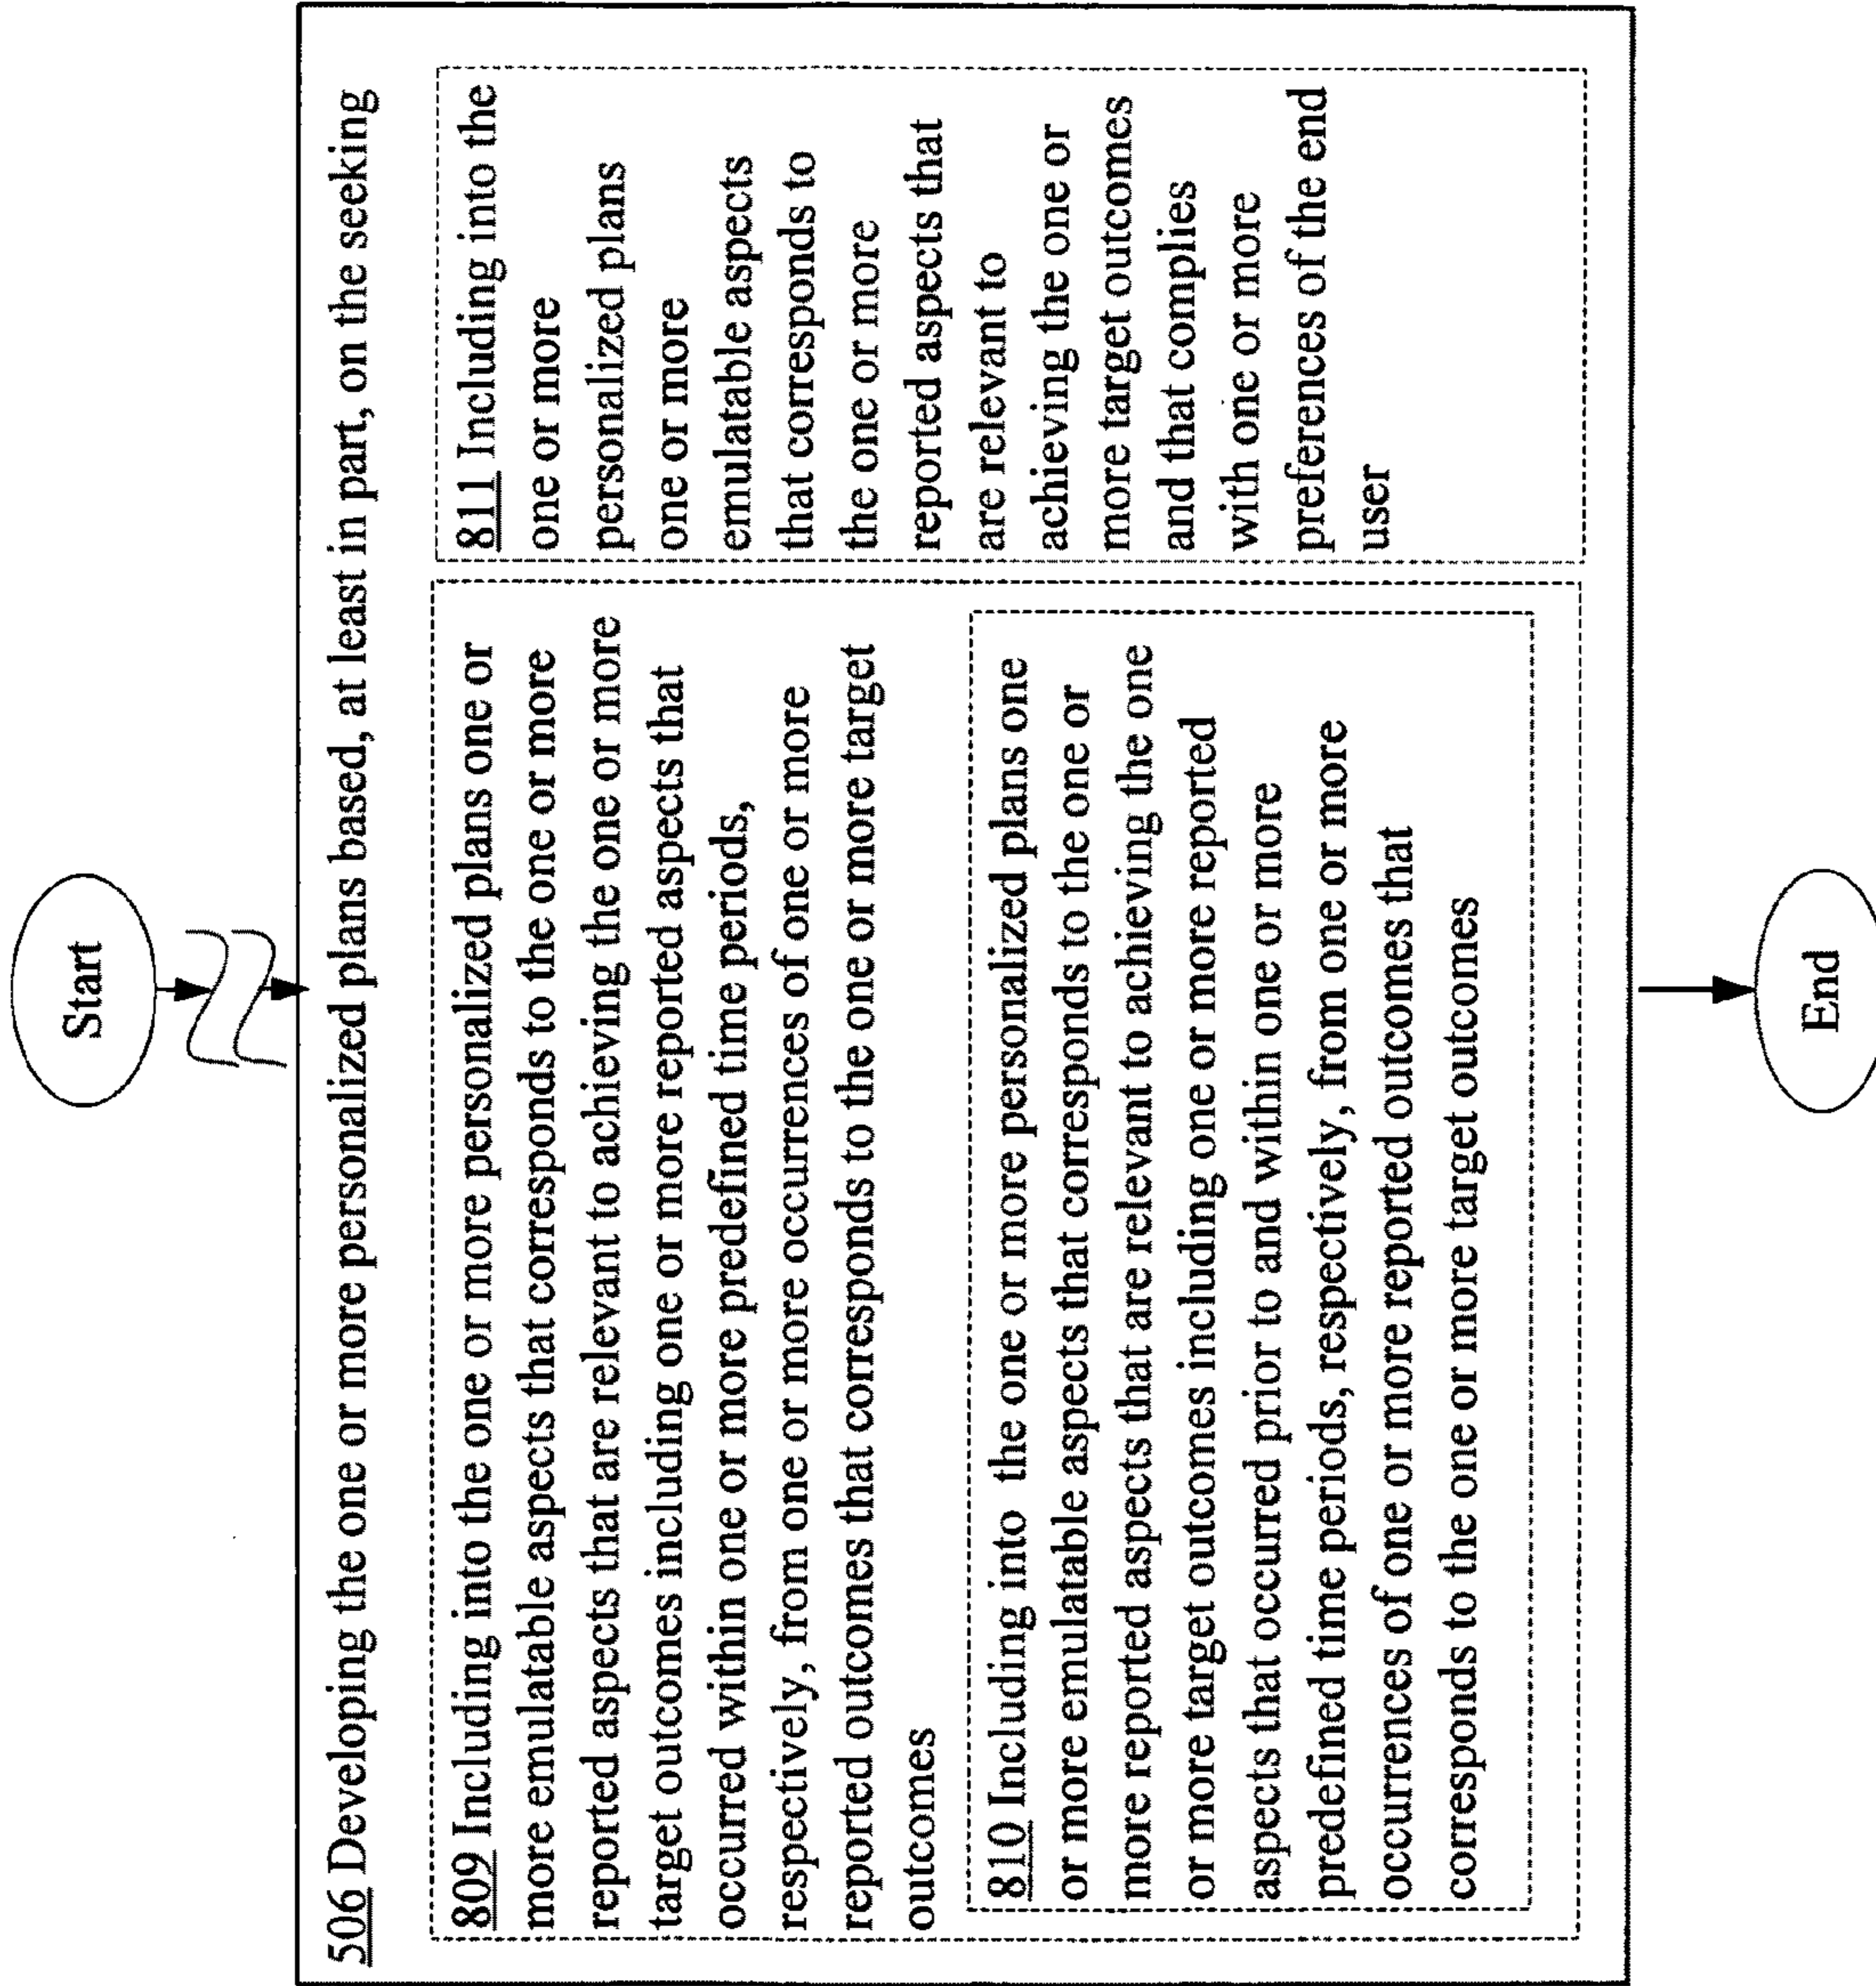 Start
506 Developing the one or more personalized plans based, at least in part, on the seeking
809 Including into the one or more personalized plans one or
more emulatable aspects that corresponds to the one or more
reported aspects that are relevant to achieving the one or more
target outcomes including one or more reported aspects that
occurred within one or more predefined time periods,
respectively, from one or more occurrences of one or more
reported outcomes that corresponds to the one or more target
outcomes
810 Including into the one or more personalized plans one
or more emulatable aspects that corresponds to the one or
more reported aspects that are relevant to achieving the one
or more target outcomes including one or more reported
aspects that occurred prior to and within one or more
predefined time periods, respectively, from one or more
occurrences of one or more reported outcomes that
corresponds to the one or more target outcomes
811 Including into the
one or more
personalized plans
one or more
emulatable aspects
that corresponds to
the one or more
reported aspects that
are relevant to
achieving the one or
more target outcomes
and that complies
with one or more
preferences of the end
user
End